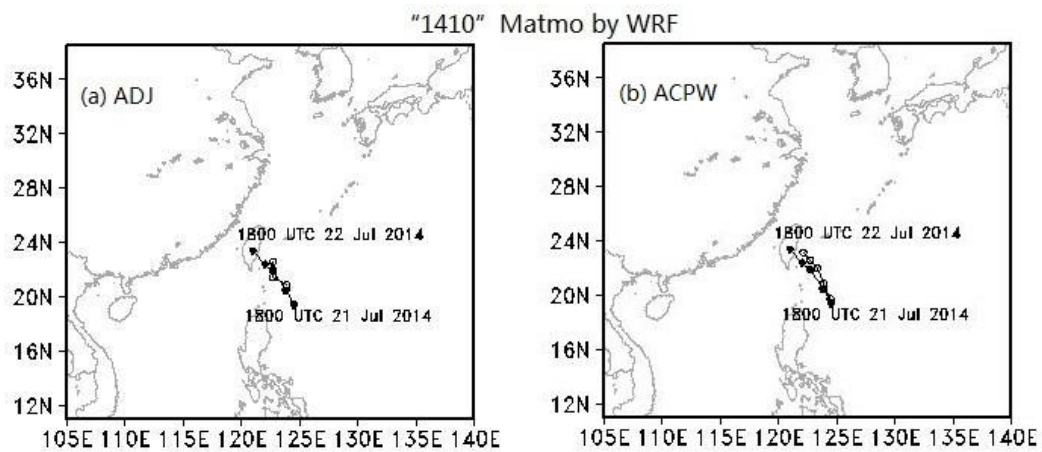 "1410" Matmo by WRF
(a) ADJ
36N
32N
28N
24N
20N
16N
12N
1800 UTC 22 Jul 2014
1800 UTC 21 Jul 2014
105E 110E 115E 120E 125E 130E 135E 140E
(b) ACPW
36N
32N
28N
24N
20N
16N
12N
1800 UTC 22 Jul 2014
1800 UTC 21 Jul 2014
105E 110E 115E 120E 125E 130E 135E 140E